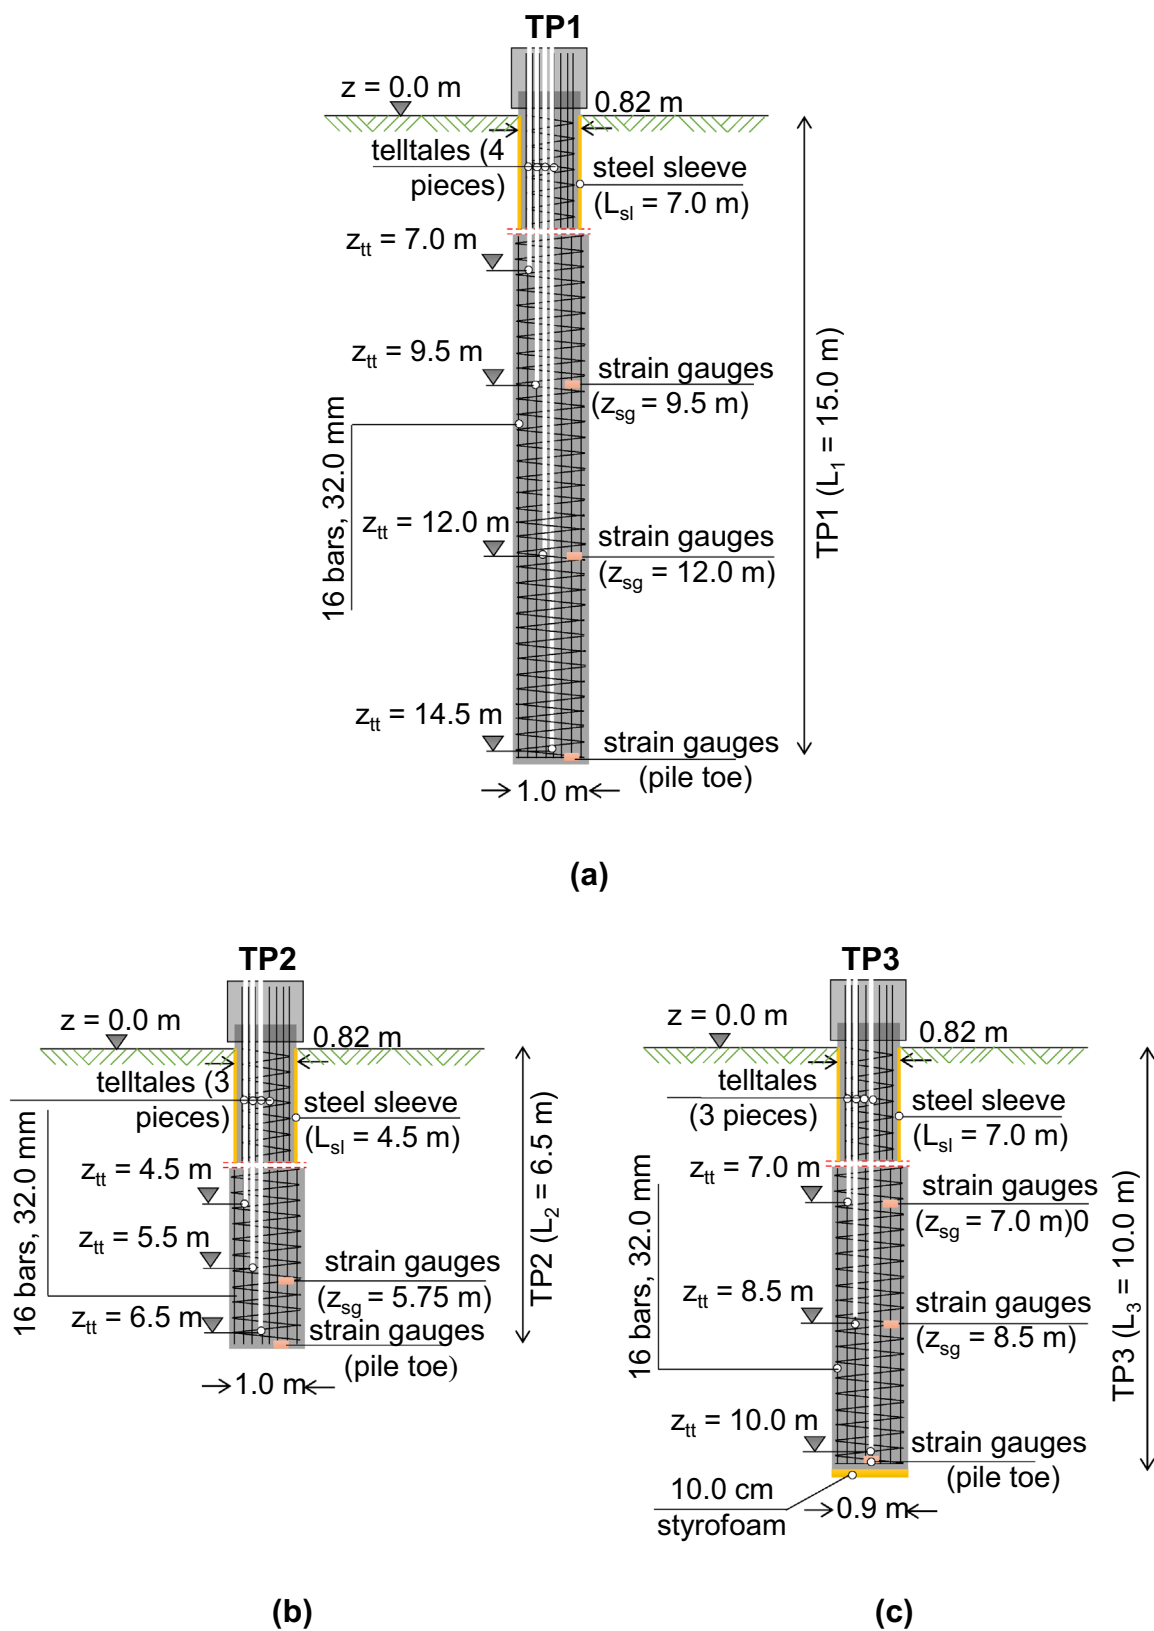 TP1
z = 0.0 m
0.82 m
telltales (4
pieces)
steel sleeve
(Lsl = 7.0 m)
ztt = 7.0 m
ztt = 9.5 m
strain gauges
(zsg = 9.5 m)
16 bars, 32.0 mm
TP1 (L1 = 15.0 m)
ztt = 12.0 m
strain gauges
(zsg = 12.0 m)
ztt = 14.5 m
strain gauges
(pile toe)
1.0 m
(a)
TP2
z = 0.0 m
0.82 m
telltales (3
pieces)
steel sleeve
(Lsl = 4.5 m)
16 bars, 32.0 mm
ztt = 4.5 m
ztt = 5.5 m
strain gauges
(zsg = 5.75 m)
ztt = 6.5 m
strain gauges
(pile toe)
TP2 (L2 = 6.5 m)
1.0 m
(b)
TP3
z = 0.0 m
0.82 m
telltales
(3 pieces)
steel sleeve
(Lsl = 7.0 m)
16 bars, 32.0 mm
ztt = 7.0 m
strain gauges
(zsg = 7.0 m)0
ztt = 8.5 m
strain gauges
(zsg = 8.5 m)
TP3 (L3 = 10.0 m)
ztt = 10.0 m
strain gauges
(pile toe)
10.0 cm
styrofoam
0.9 m
(c)